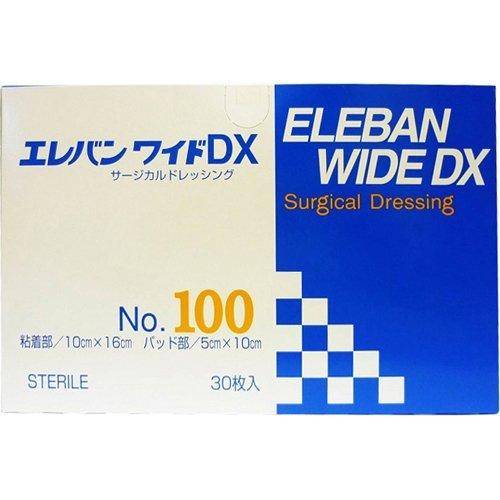 エレバン ワイドDX
サージカルドレッシング
No. 100
粘着部/10cm×16cm パッド部/5cm×10cm
STERILE
30枚入
ELEBAN
WIDE DX
Surgical Dressing